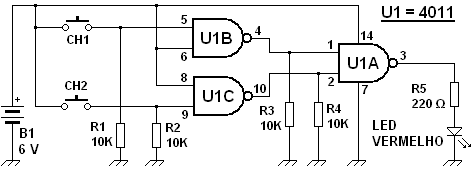 U1 = 4011
CH1
5
6
U1B
4
14
1
2
U1A
3
7
CH2
8
9
U1C
10
+
B1
6 V
R1
10K
R2
10K
R3
10K
R4
10K
R5
220 Ω
LED
VERMELHO